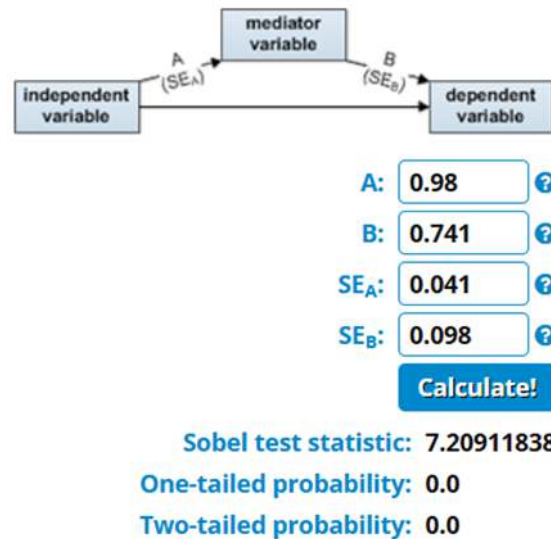 mediator
variable
A
(SEA)
B
(SEB)
independent
variable
dependent
variable
A: 0.98 ?
B: 0.741 ?
SEA: 0.041 ?
SEB: 0.098 ?
Calculate!
Sobel test statistic: 7.20911838
One-tailed probability: 0.0
Two-tailed probability: 0.0